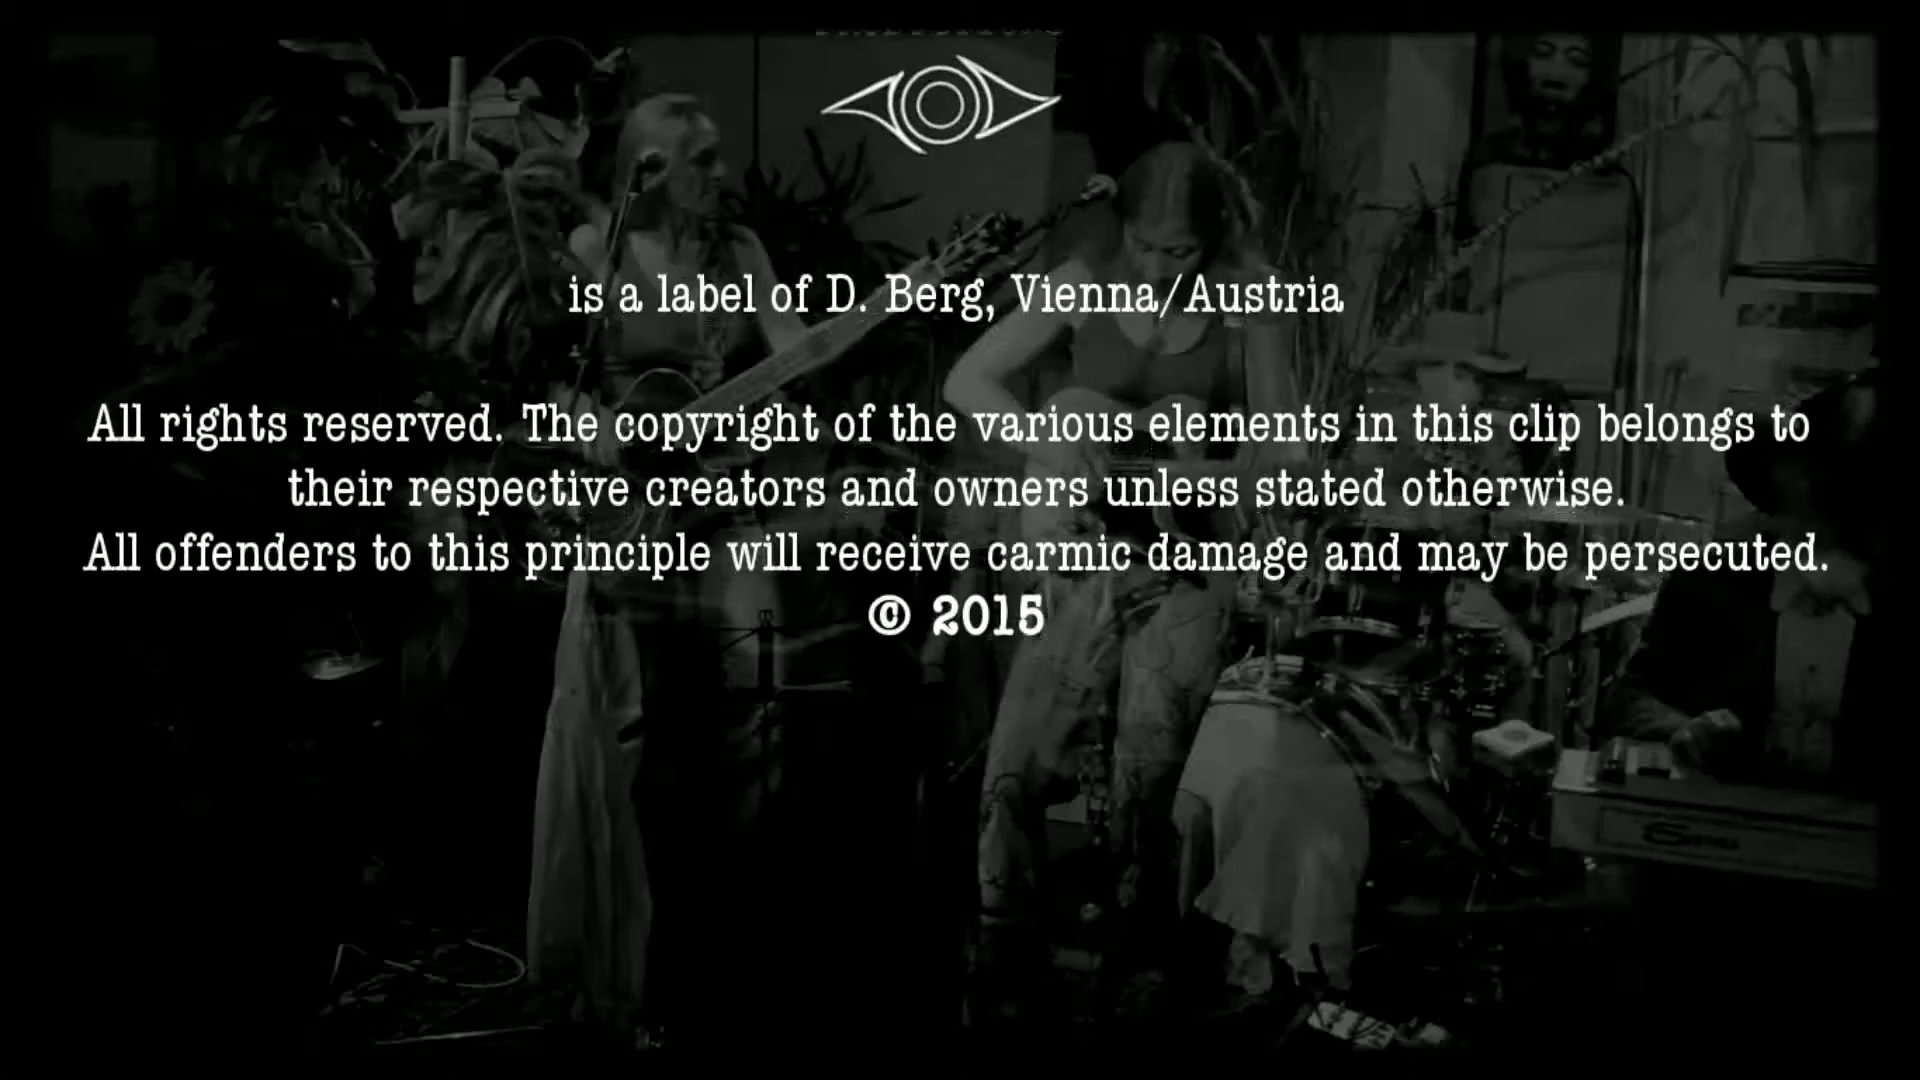 is a label of D. Berg, Vienna/Austria
All rights reserved. The copyright of the various elements in this clip belongs to
their respective creators and owners unless stated otherwise.
All offenders to this principle will receive carmic damage and may be persecuted.
© 2015